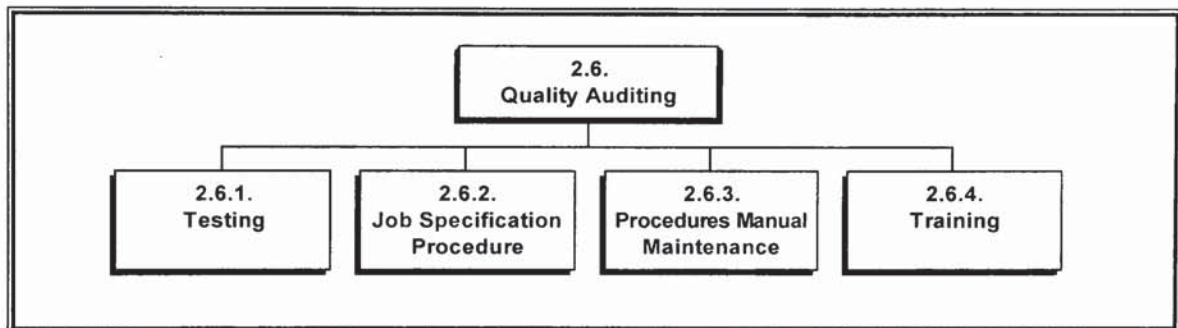 2.6.
Quality Auditing
2.6.1.
Testing
2.6.2.
Job Specification
Procedure
2.6.3.
Procedures Manual
Maintenance
2.6.4.
Training